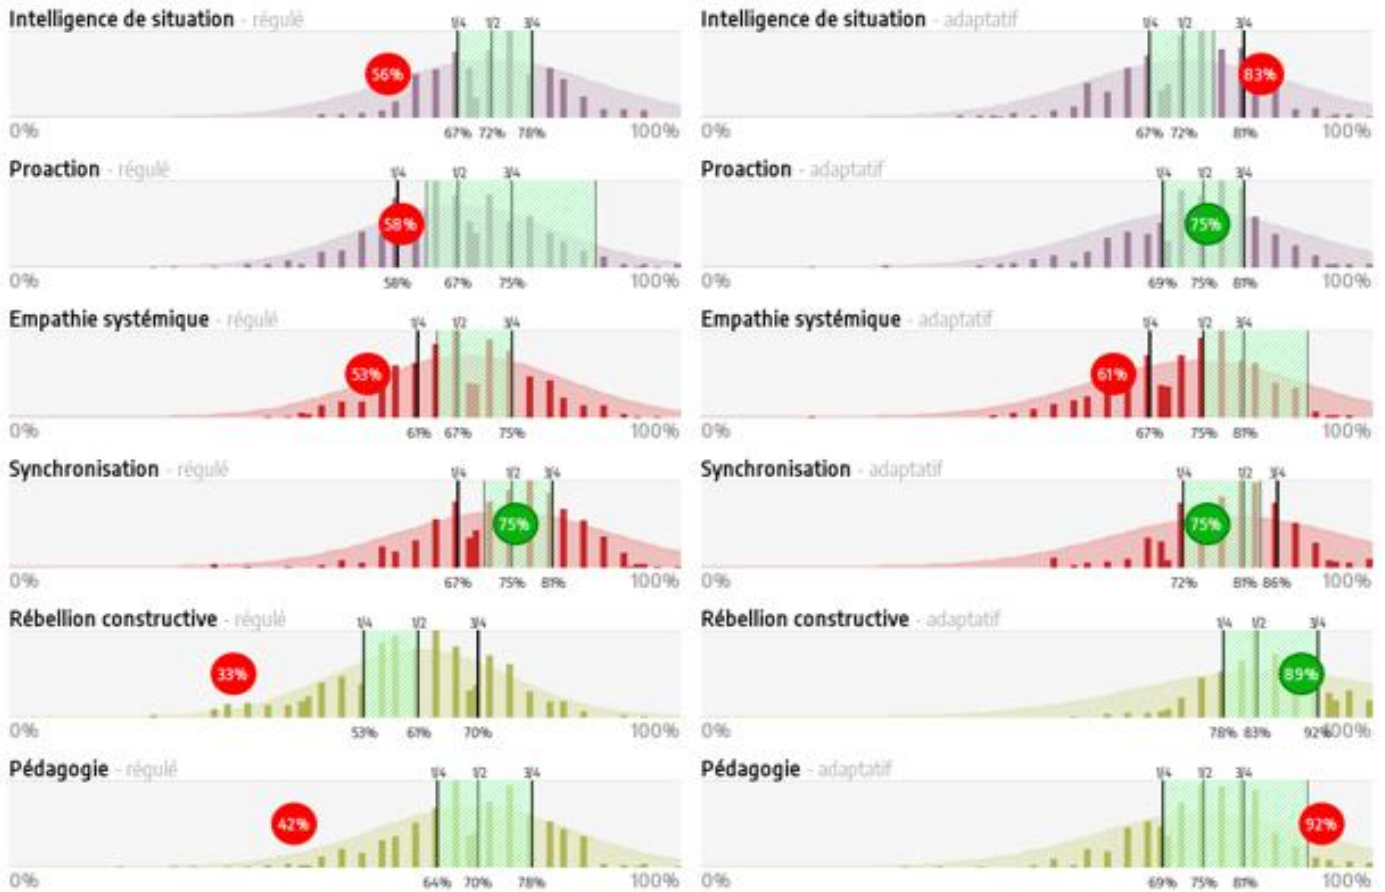 Intelligence de situation - régulé
1/4 1/2 3/4
56%
0% 67% 72% 78% 100%
Intelligence de situation - adaptatif
1/4 1/2 3/4
83%
0% 67% 72% 81% 100%
Proaction - régulé
1/4 1/2 3/4
58%
0% 58% 67% 75% 100%
Proaction - adaptatif
1/4 1/2 3/4
75%
0% 69% 75% 81% 100%
Empathie systémique - régulé
1/4 1/2 3/4
53%
0% 61% 67% 75% 100%
Empathie systémique - adaptatif
1/4 1/2 3/4
61%
0% 67% 75% 81% 100%
Synchronisation - régulé
1/4 1/2 3/4
75%
0% 67% 75% 81% 100%
Synchronisation - adaptatif
1/4 1/2 3/4
75%
0% 72% 81% 86% 100%
Rébellion constructive - régulé
1/4 1/2 3/4
33%
0% 53% 61% 70% 100%
Rébellion constructive - adaptatif
1/4 1/2 3/4
89%
0% 78% 83% 92% 100%
Pédagogie - régulé
1/4 1/2 3/4
42%
0% 64% 70% 78% 100%
Pédagogie - adaptatif
1/4 1/2 3/4
92%
0% 69% 75% 81% 100%